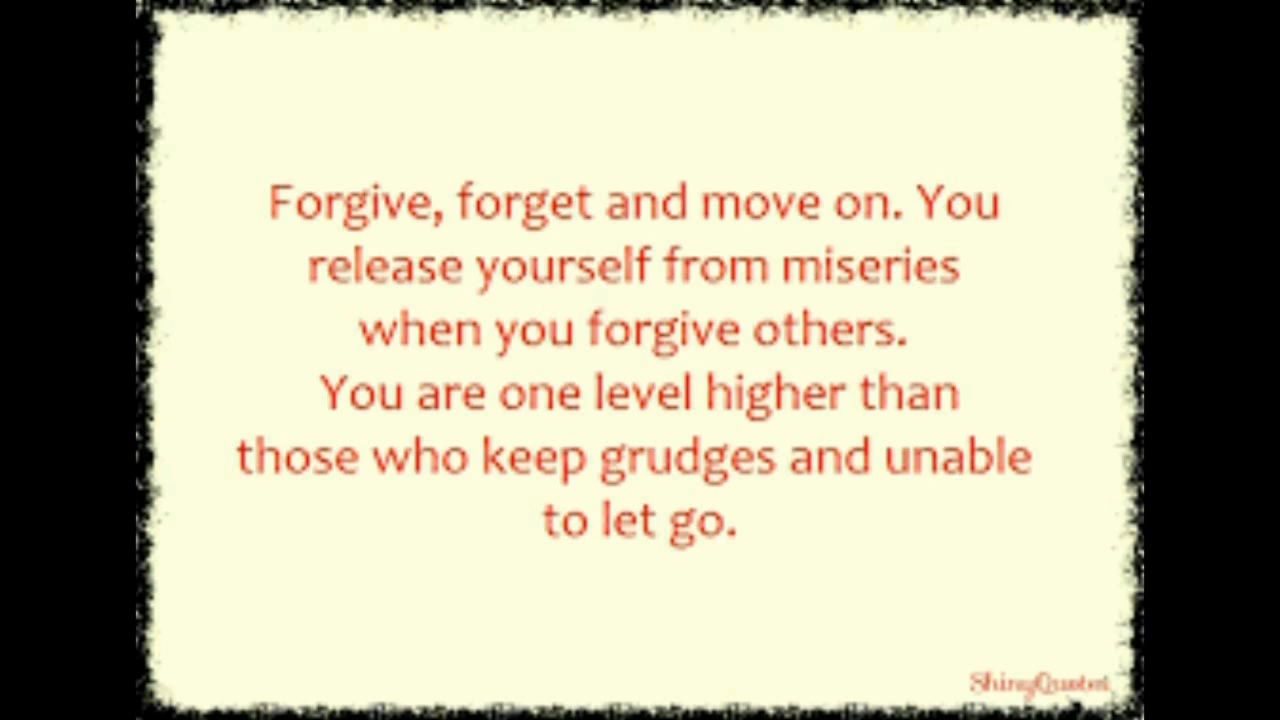 Forgive, forget and move on. You
release yourself from miseries
when you forgive others.
You are one level higher than
those who keep grudges and unable
to let go.
ShinyQuotes